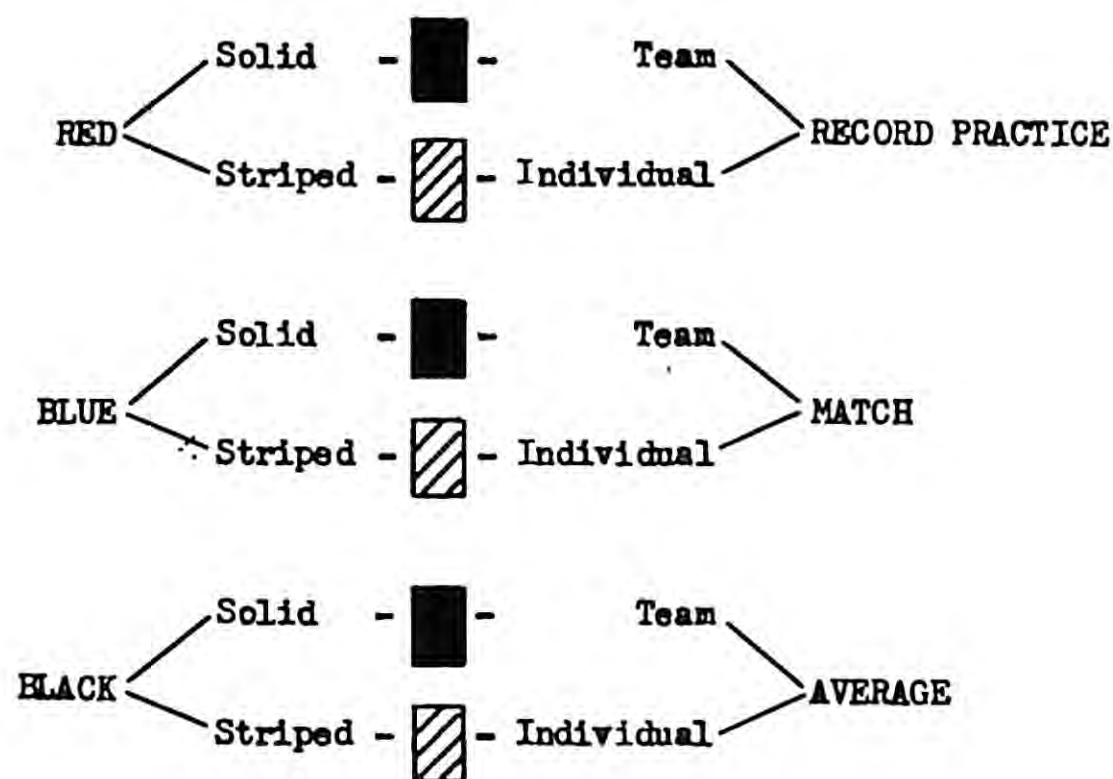 Solid - - Team
RED RECORD PRACTICE
Striped - - Individual
Solid - - Team
BLUE MATCH
Striped - - Individual
Solid - - Team
BLACK AVERAGE
Striped - - Individual